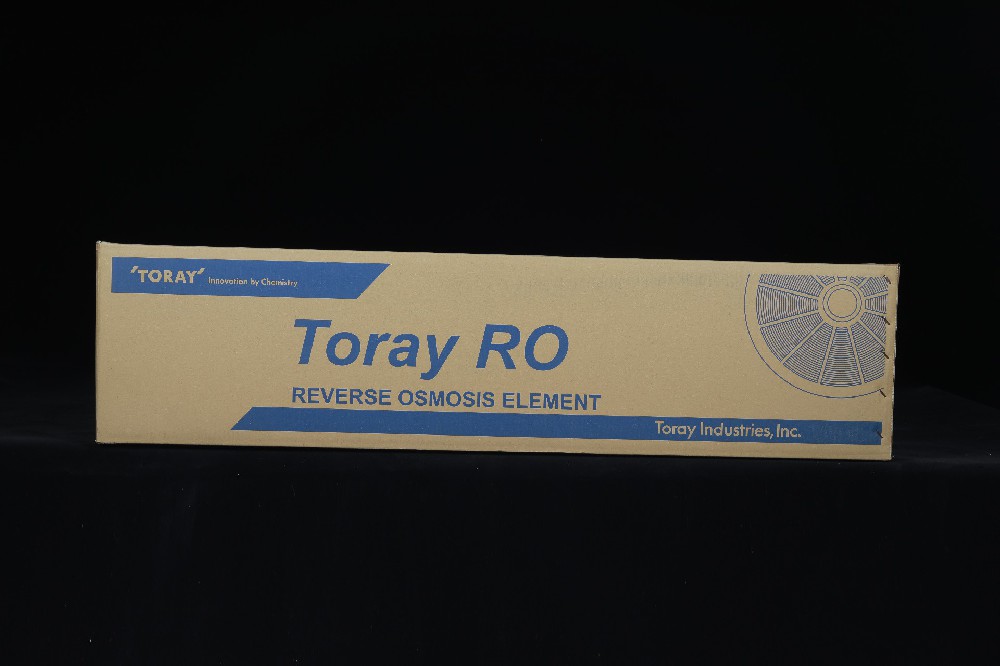 'TORAY' Innovation by Chemistry
Toray RO
REVERSE OSMOSIS ELEMENT
Toray Industries, Inc.